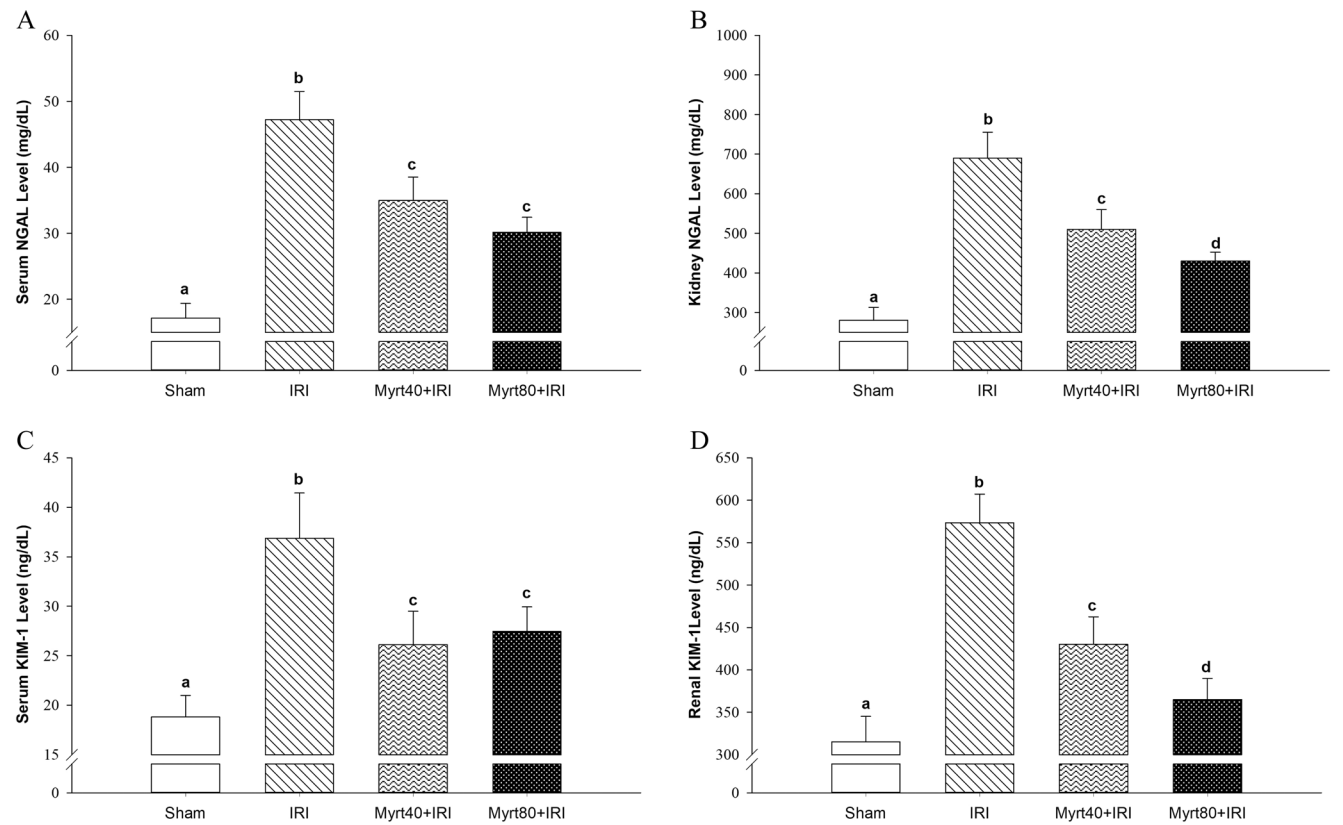 A
Serum NGAL Level (mg/dL)
60
50
40
30
20
0
a
b
c
c
Sham
IRI
Myrt40+IRI
Myrt80+IRI
B
Kidney NGAL Level (mg/dL)
1000
900
800
700
600
500
400
300
0
a
b
c
d
Sham
IRI
Myrt40+IRI
Myrt80+IRI
C
Serum KIM-1 Level (ng/dL)
45
40
35
30
25
20
15
0
a
b
c
c
Sham
IRI
Myrt40+IRI
Myrt80+IRI
D
Renal KIM-1Level (ng/dL)
650
600
550
500
450
400
350
300
0
a
b
c
d
Sham
IRI
Myrt40+IRI
Myrt80+IRI